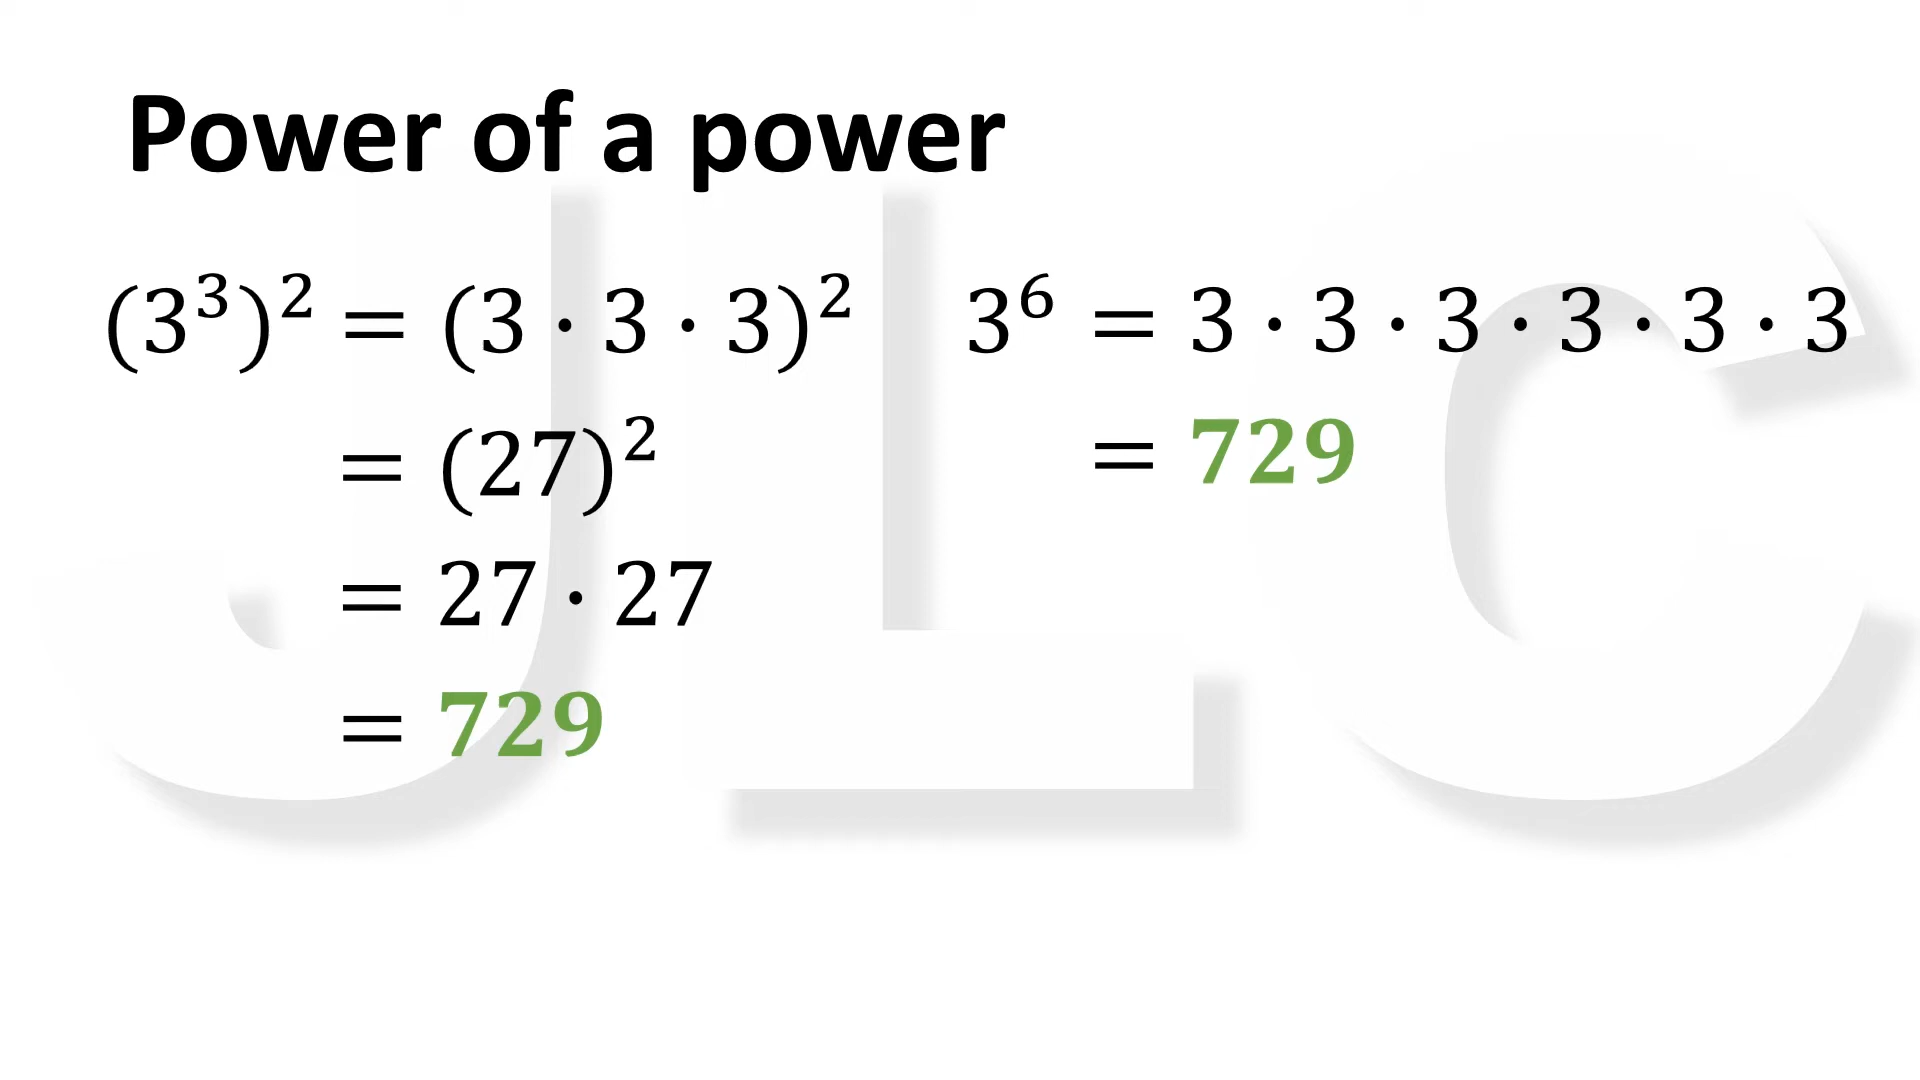 Power of a power
(3³)² = (3 · 3 · 3)²
= (27)²
= 27 · 27
= 729
3⁶ = 3 · 3 · 3 · 3 · 3 · 3
= 729
JLC